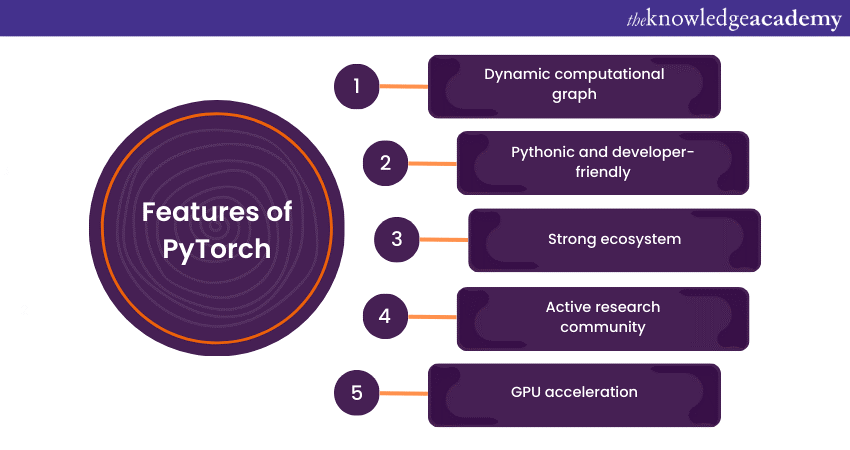 theknowledgeacademy
Features of
PyTorch
1
Dynamic computational
graph
2
Pythonic and developer-
friendly
3
Strong ecosystem
4
Active research
community
5
GPU acceleration